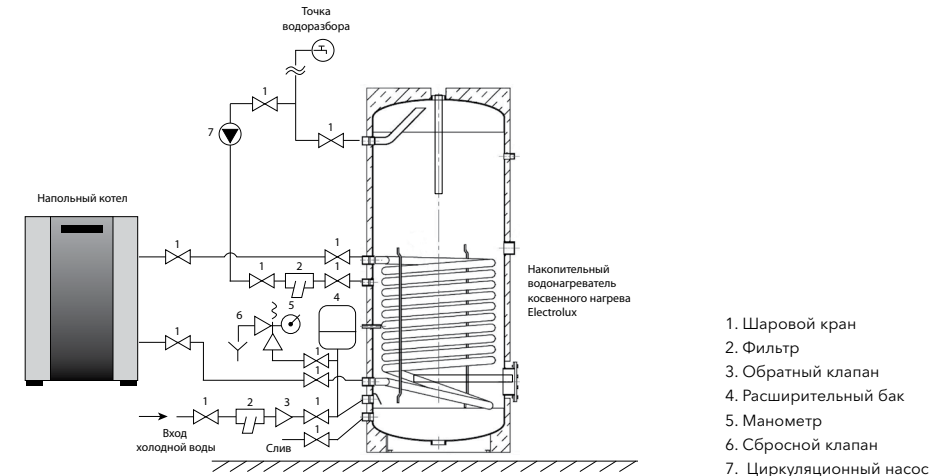 Точка
водоразбора
1
7
1
Напольный котел
1
1
1
2
1
Накопительный
водонагреватель
косвенного нагрева
Electrolux
4
5
6
1
1
1
1
2
3
1
1
Вход
холодной воды
Слив
1. Шаровой кран
2. Фильтр
3. Обратный клапан
4. Расширительный бак
5. Манометр
6. Сбросной клапан
7. Циркуляционный насос